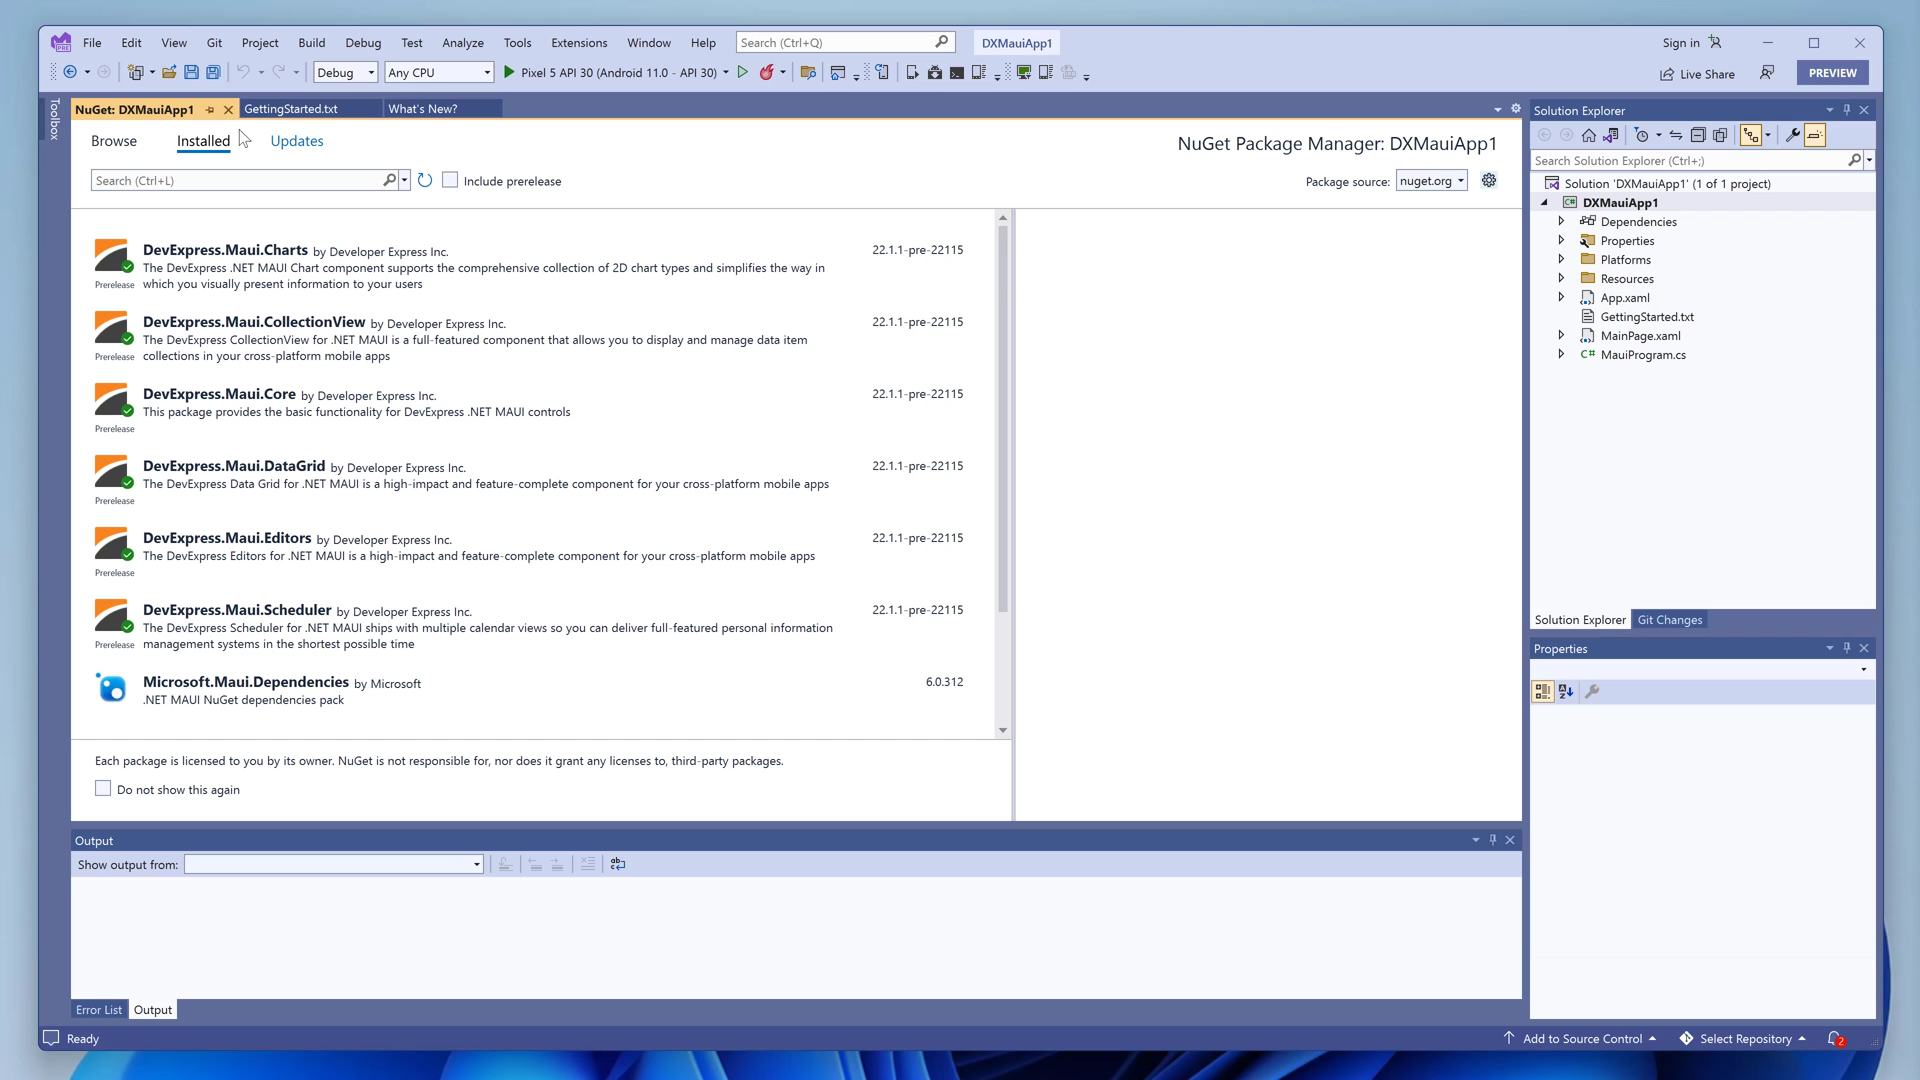 File Edit View Git Project Build Debug Test Analyze Tools Extensions Window Help Search (Ctrl+Q) DXMauiApp1 Sign in
Debug Any CPU Pixel 5 API 30 (Android 11.0 - API 30) Live Share PREVIEW
Toolbox
NuGet: DXMauiApp1 GettingStarted.txt What's New?
Browse Installed Updates
NuGet Package Manager: DXMauiApp1
Search (Ctrl+L) Include prerelease Package source: nuget.org
DevExpress.Maui.Charts by Developer Express Inc. 22.1.1-pre-22115
The DevExpress .NET MAUI Chart component supports the comprehensive collection of 2D chart types and simplifies the way in
Prerelease which you visually present information to your users
DevExpress.Maui.CollectionView by Developer Express Inc. 22.1.1-pre-22115
The DevExpress CollectionView for .NET MAUI is a full-featured component that allows you to display and manage data item
Prerelease collections in your cross-platform mobile apps
DevExpress.Maui.Core by Developer Express Inc. 22.1.1-pre-22115
This package provides the basic functionality for DevExpress .NET MAUI controls
Prerelease
DevExpress.Maui.DataGrid by Developer Express Inc. 22.1.1-pre-22115
The DevExpress Data Grid for .NET MAUI is a high-impact and feature-complete component for your cross-platform mobile apps
Prerelease
DevExpress.Maui.Editors by Developer Express Inc. 22.1.1-pre-22115
The DevExpress Editors for .NET MAUI is a high-impact and feature-complete component for your cross-platform mobile apps
Prerelease
DevExpress.Maui.Scheduler by Developer Express Inc. 22.1.1-pre-22115
The DevExpress Scheduler for .NET MAUI ships with multiple calendar views so you can deliver full-featured personal information
Prerelease management systems in the shortest possible time
Microsoft.Maui.Dependencies by Microsoft 6.0.312
.NET MAUI NuGet dependencies pack
Each package is licensed to you by its owner. NuGet is not responsible for, nor does it grant any licenses to, third-party packages.
Do not show this again
Output
Show output from:
Error List Output
Solution Explorer
Search Solution Explorer (Ctrl+;)
Solution 'DXMauiApp1' (1 of 1 project)
DXMauiApp1
Dependencies
Properties
Platforms
Resources
App.xaml
GettingStarted.txt
MainPage.xaml
C# MauiProgram.cs
Solution Explorer Git Changes
Properties
Ready Add to Source Control Select Repository 2